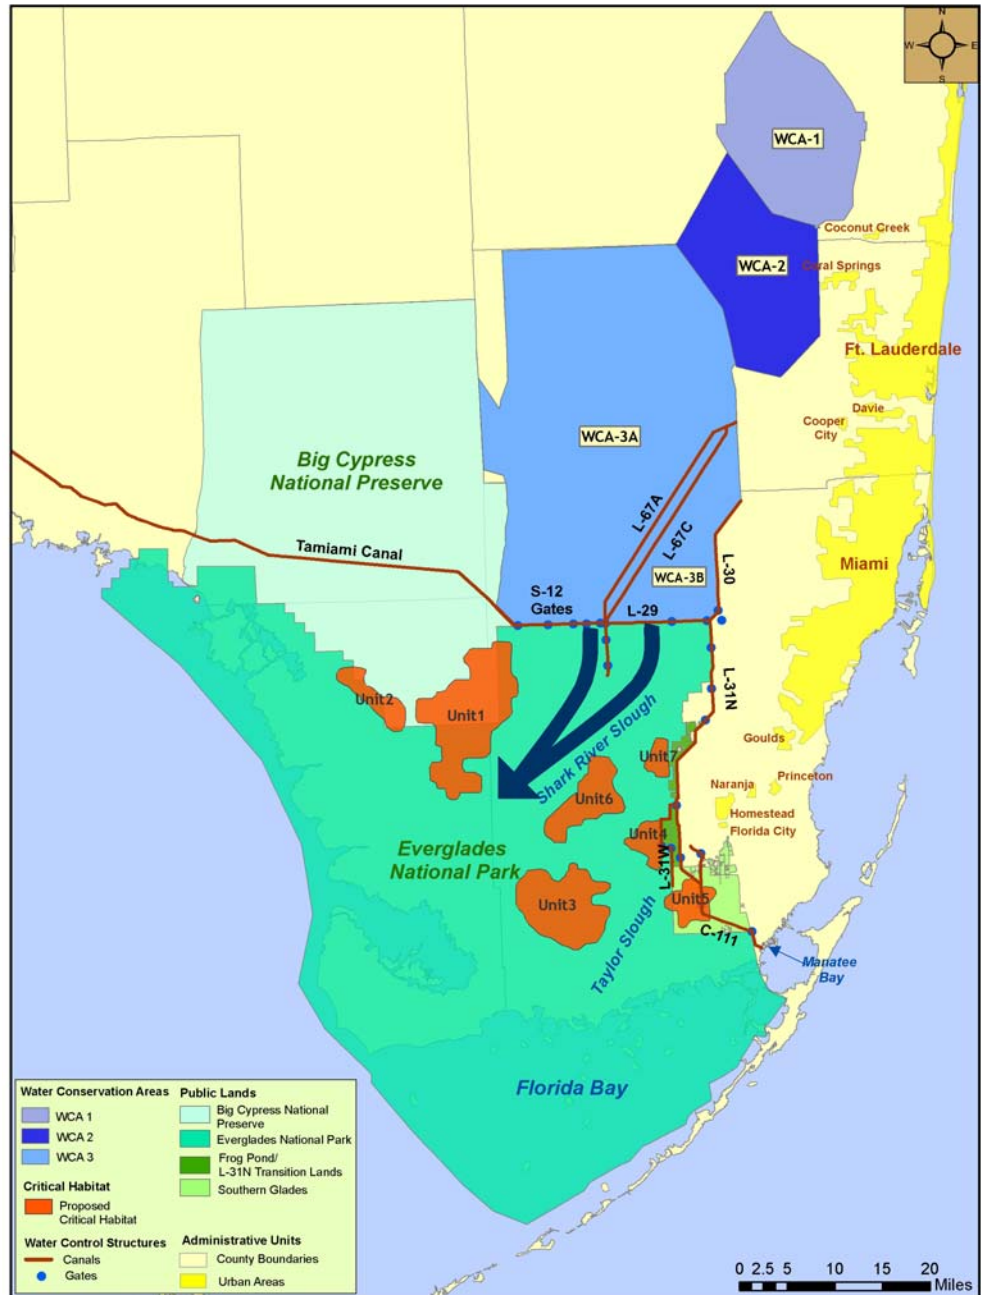 N
W E
S
WCA-1
Coconut Creek
WCA-2
Coral Springs
Ft. Lauderdale
Davie
Cooper
City
WCA-3A
Big Cypress
National Preserve
L-67A
L-67C
Tamiami Canal
WCA-3B
L-30
Miami
S-12
Gates
L-29
Unit2
Unit1
L-31N
Shark River Slough
Goulds
Unit7
Princeton
Naranja
Unit6
Homestead
Florida City
Unit4
Everglades
National Park
L-31W
Unit3
Unit5
Taylor Slough
C-111
Manatee
Bay
Florida Bay
Water Conservation Areas
WCA 1
WCA 2
WCA 3
Critical Habitat
Proposed
Critical Habitat
Water Control Structures
Canals
Gates
Public Lands
Big Cypress National
Preserve
Everglades National Park
Frog Pond/
L-31N Transition Lands
Southern Glades
Administrative Units
County Boundaries
Urban Areas
0 2.5 5 10 15 20
Miles